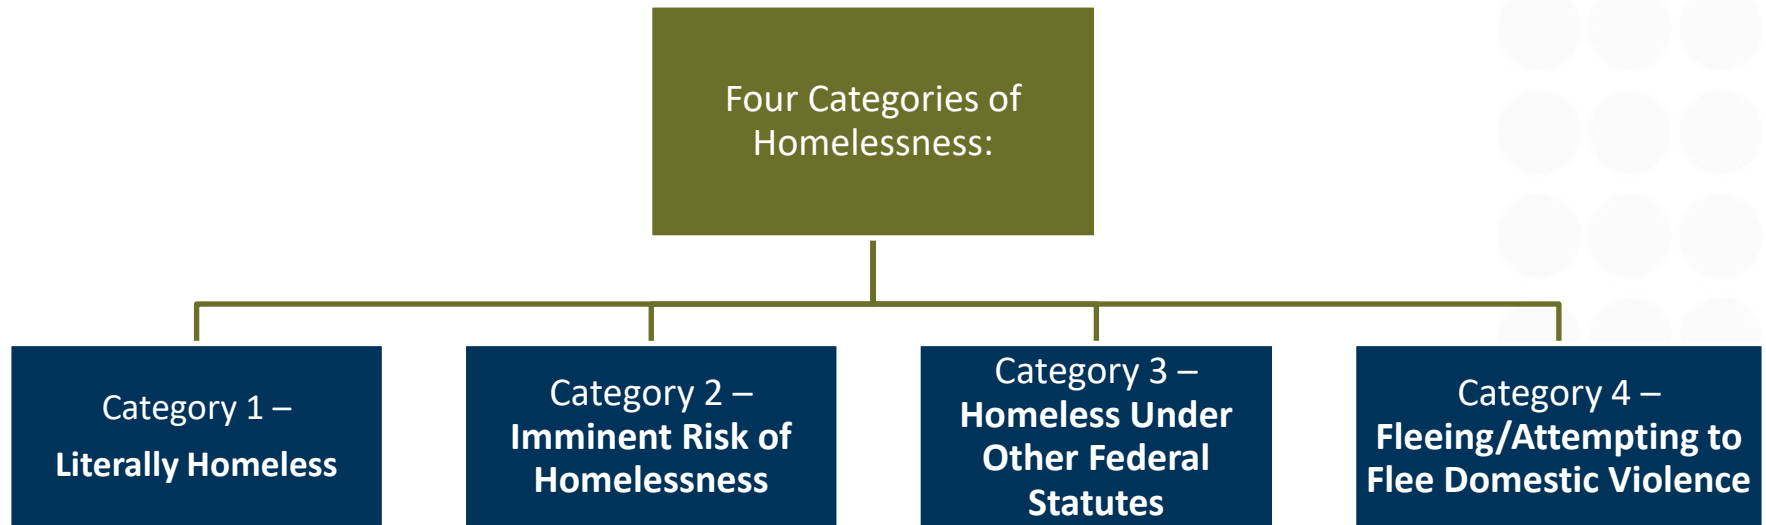 Four Categories of
Homelessness:
Category 1 –
Literally Homeless
Category 2 –
Imminent Risk of
Homelessness
Category 3 –
Homeless Under
Other Federal
Statutes
Category 4 –
Fleeing/Attempting to
Flee Domestic Violence